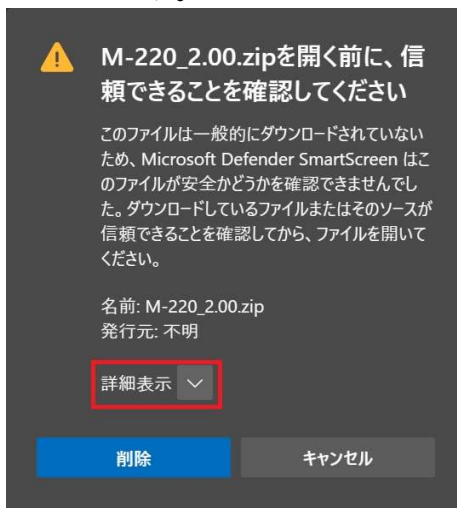 M-220_2.00.zipを開く前に、信
頼できることを確認してください
このファイルは一般的にダウンロードされていない
ため、Microsoft Defender SmartScreen はこ
のファイルが安全かどうかを確認できませんでし
た。ダウンロードしているファイルまたはそのソースが
信頼できることを確認してから、ファイルを開いて
ください。
名前: M-220_2.00.zip
発行元: 不明
詳細表示
削除 キャンセル